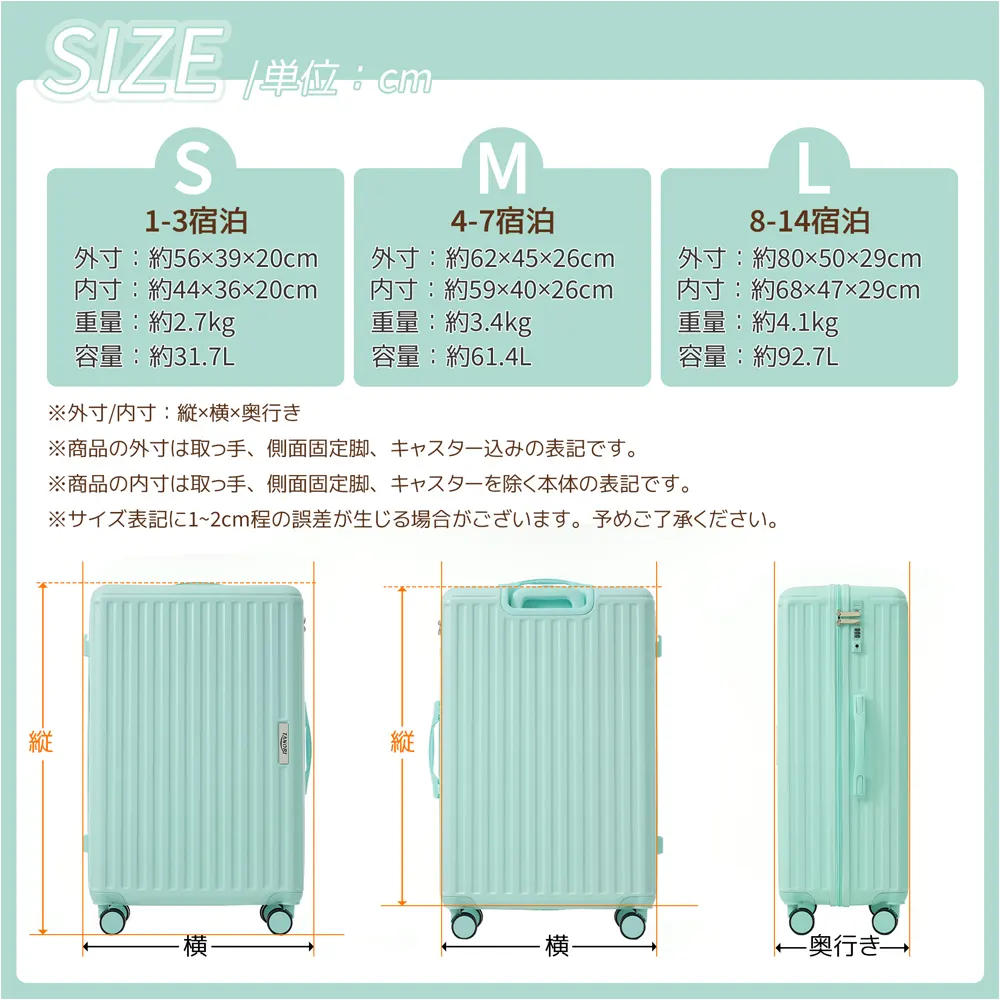 SIZE /単位：cm
S
1-3宿泊
外寸：約56×39×20cm
内寸：約44×36×20cm
重量：約2.7kg
容量：約31.7L
M
4-7宿泊
外寸：約62×45×26cm
内寸：約59×40×26cm
重量：約3.4kg
容量：約61.4L
L
8-14宿泊
外寸：約80×50×29cm
内寸：約68×47×29cm
重量：約4.1kg
容量：約92.7L
※外寸/内寸：縦×横×奥行き
※商品の外寸は取っ手、側面固定脚、キャスター込みの表記です。
※商品の内寸は取っ手、側面固定脚、キャスターを除く本体の表記です。
※サイズ表記に1~2cm程の誤差が生じる場合がございます。予めご了承ください。
縦
TANOBI
横
縦
横
奥行き